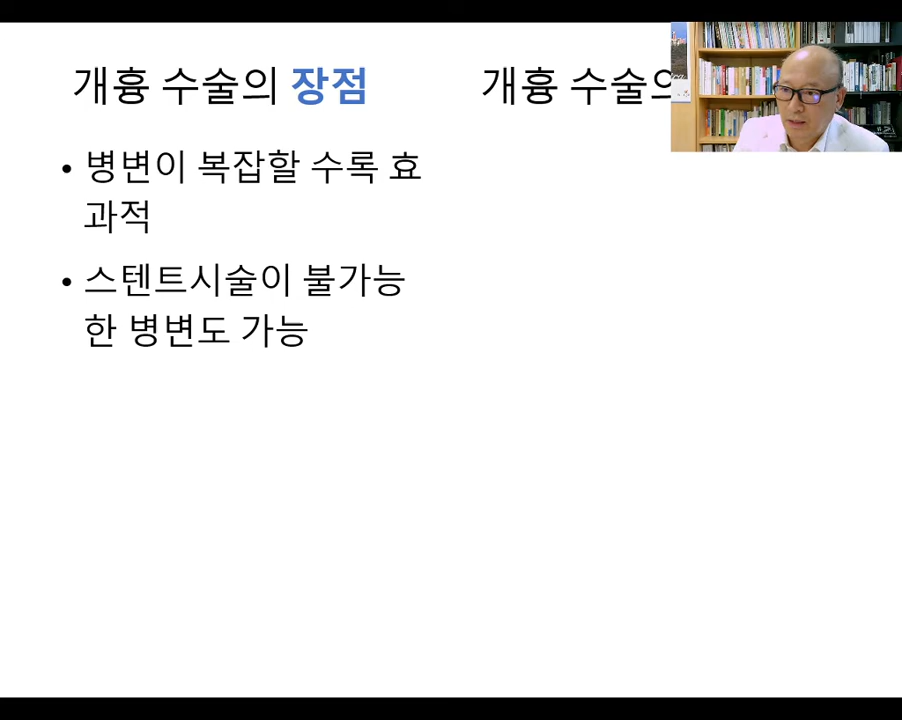 개흉 수술의 장점
• 병변이 복잡할 수록 효
과적
• 스텐트시술이 불가능
한 병변도 가능
개흉 수술의